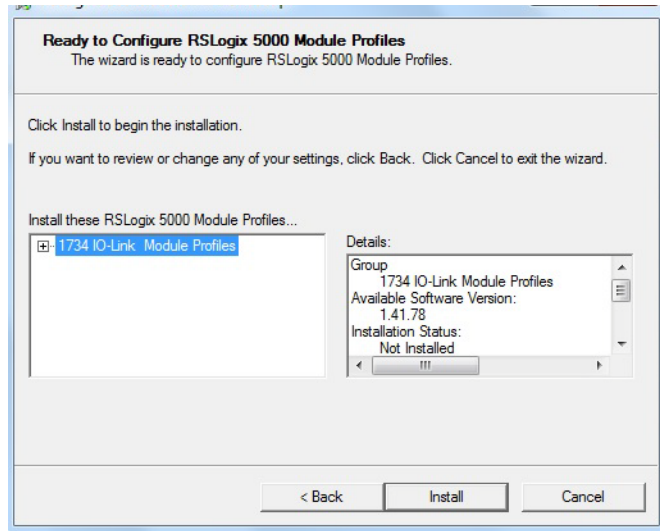 Ready to Configure RSLogix 5000 Module Profiles
The wizard is ready to configure RSLogix 5000 Module Profiles.
Click Install to begin the installation.
If you want to review or change any of your settings, click Back. Click Cancel to exit the wizard.
Install these RSLogix 5000 Module Profiles...
1734 IO-Link Module Profiles
Details:
Group
1734 IO-Link Module Profiles
Available Software Version:
1.41.78
Installation Status:
Not Installed
< Back
Install
Cancel